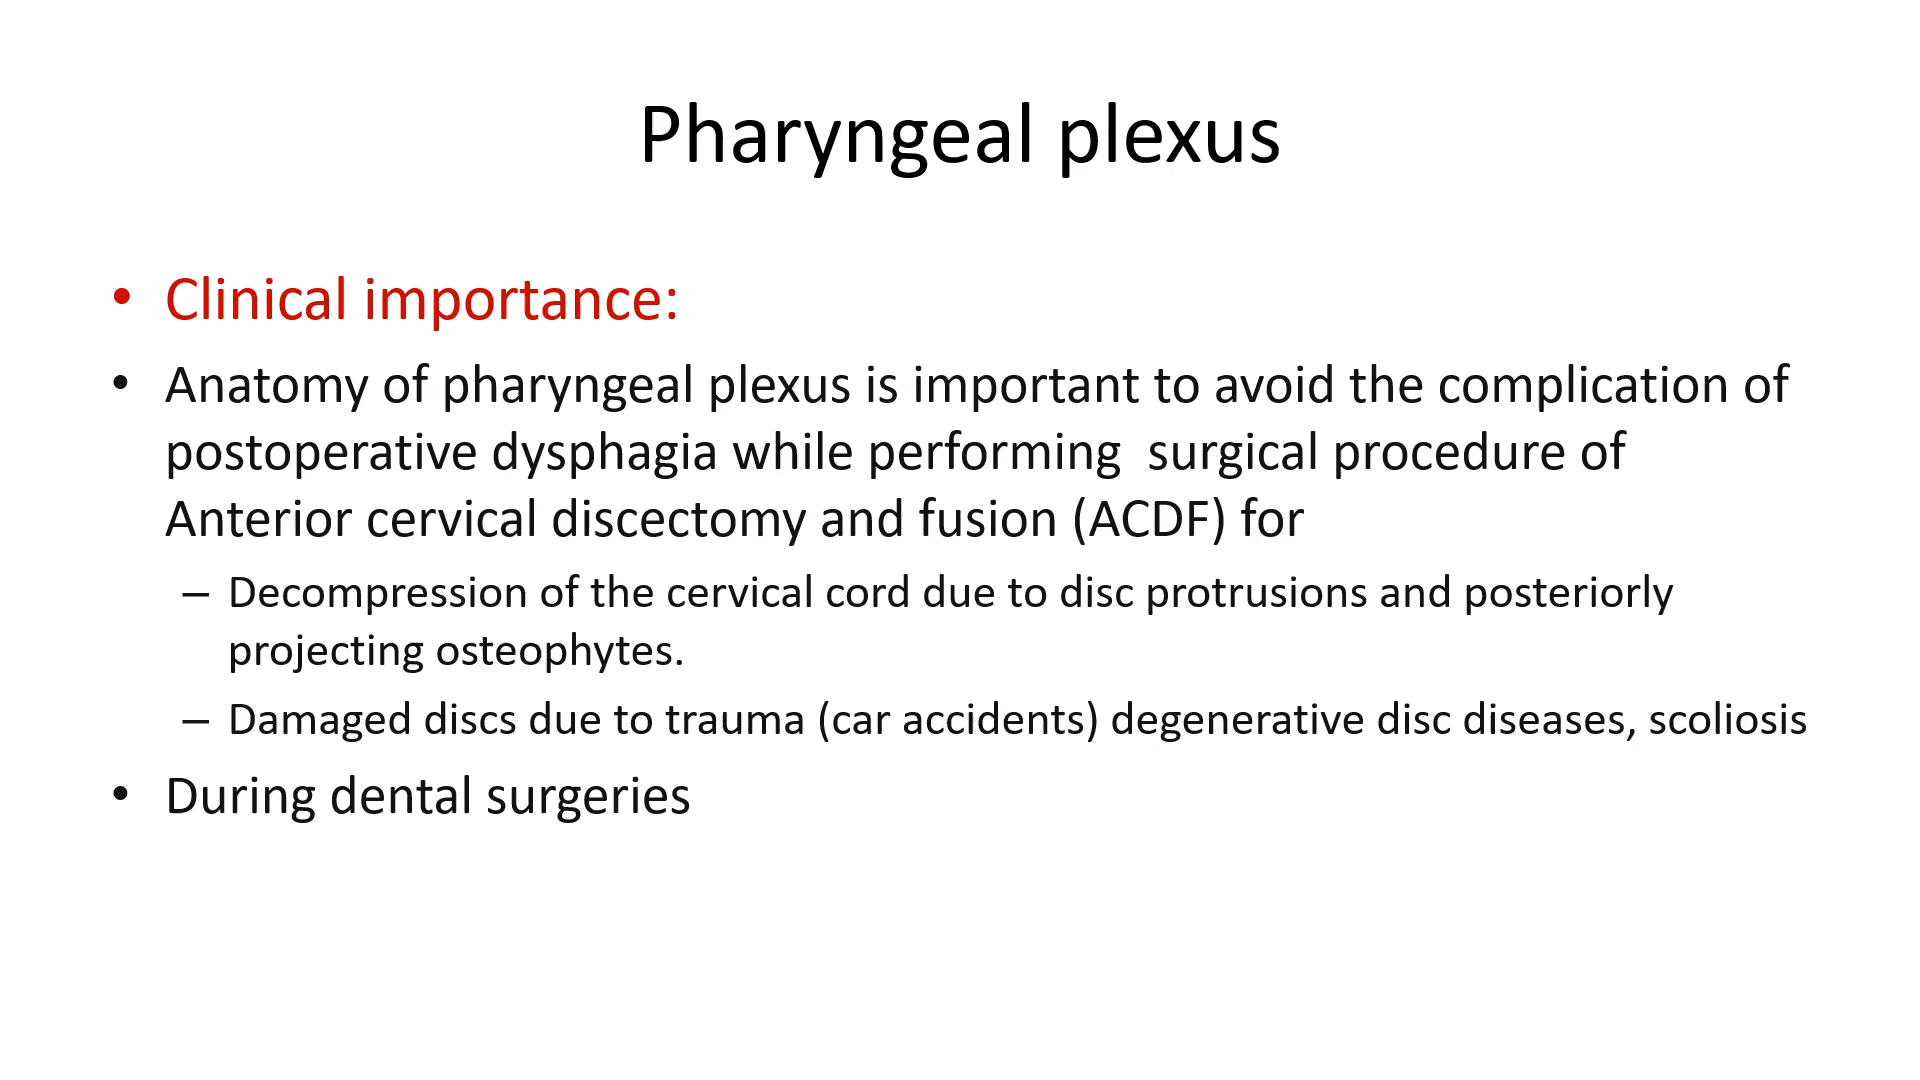 Pharyngeal plexus
• Clinical importance:
• Anatomy of pharyngeal plexus is important to avoid the complication of
postoperative dysphagia while performing  surgical procedure of
Anterior cervical discectomy and fusion (ACDF) for
– Decompression of the cervical cord due to disc protrusions and posteriorly
projecting osteophytes.
– Damaged discs due to trauma (car accidents) degenerative disc diseases, scoliosis
• During dental surgeries